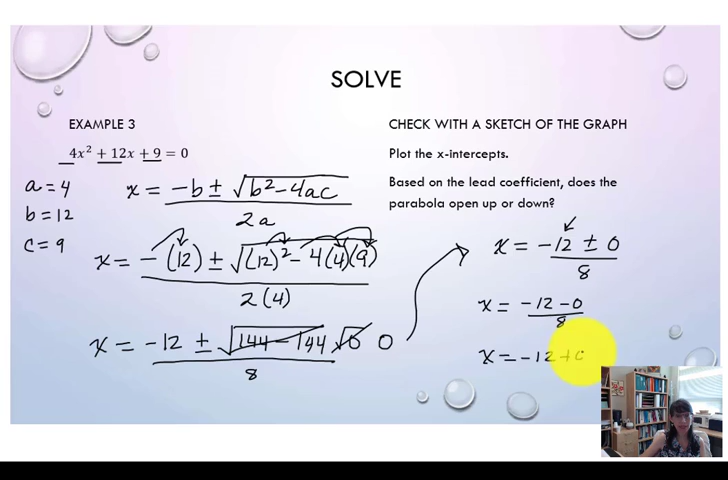 SOLVE
EXAMPLE 3
4x² + 12x + 9 = 0
a = 4
b = 12
c = 9
x = -b ± √b² - 4ac
2a
x = -(12) ± √(12)² - 4(4)(9)
2(4)
x = -12 ± √144 - 144 √0 0
8
CHECK WITH A SKETCH OF THE GRAPH
Plot the x-intercepts.
Based on the lead coefficient, does the
parabola open up or down?
x = -12 ± 0
8
x = -12 - 0
8
x = -12 +